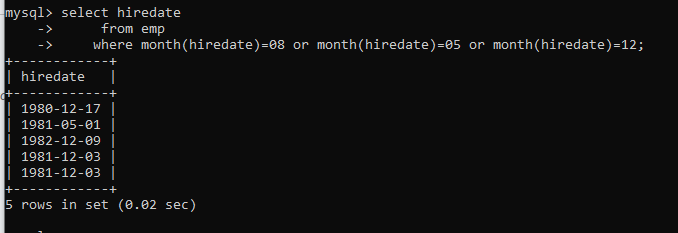 mysql> select hiredate
    ->      from emp
    ->     where month(hiredate)=08 or month(hiredate)=05 or month(hiredate)=12;
+------------+
| hiredate   |
+------------+
| 1980-12-17 |
| 1981-05-01 |
| 1982-12-09 |
| 1981-12-03 |
| 1981-12-03 |
+------------+
5 rows in set (0.02 sec)